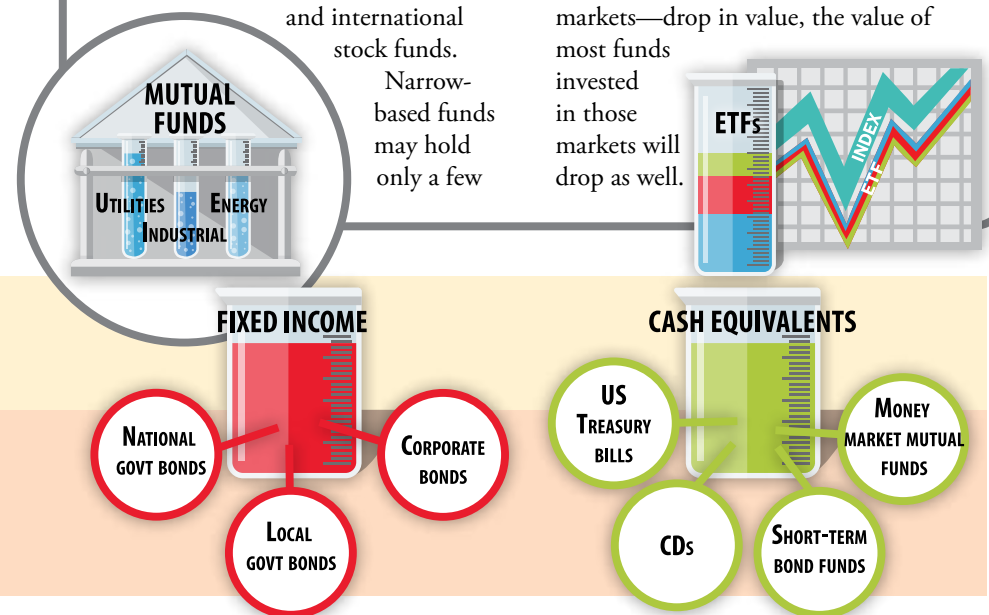 and international
stock funds.
Narrow-
based funds
may hold
only a few
markets—drop in value, the value of
most funds
invested
in those
markets will
drop as well.
MUTUAL
FUNDS
UTILITIES
ENERGY
INDUSTRIAL
ETFs
INDEX
ETF
FIXED INCOME
NATIONAL
GOVT BONDS
LOCAL
GOVT BONDS
CORPORATE
BONDS
CASH EQUIVALENTS
US
TREASURY
BILLS
CDs
SHORT-TERM
BOND FUNDS
MONEY
MARKET MUTUAL
FUNDS